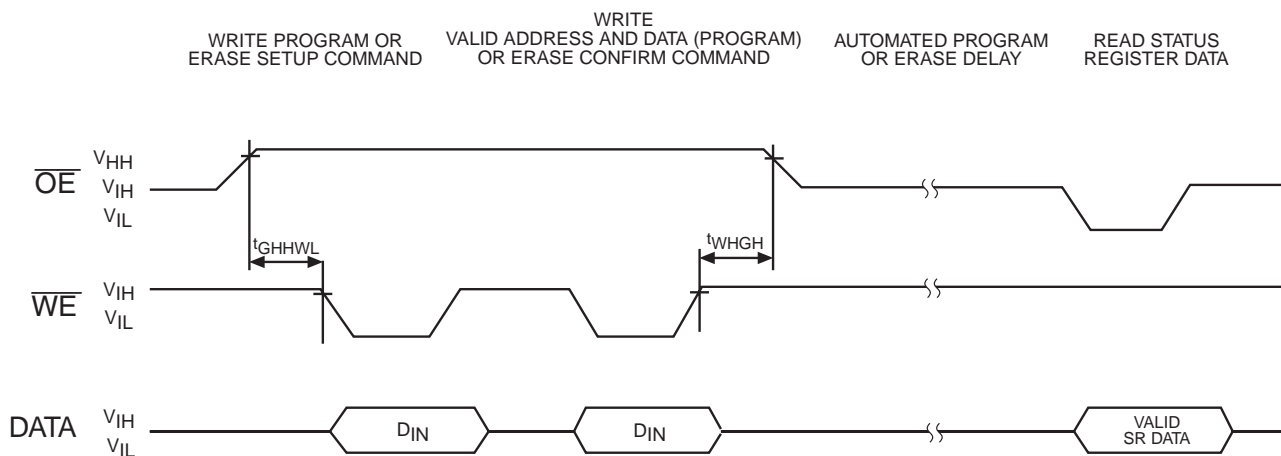 WRITE PROGRAM OR
ERASE SETUP COMMAND
WRITE
VALID ADDRESS AND DATA (PROGRAM)
OR ERASE CONFIRM COMMAND
AUTOMATED PROGRAM
OR ERASE DELAY
READ STATUS
REGISTER DATA
OE
VHH
VIH
VIL
tGHHWL
tWHGH
WE
VIH
VIL
DATA
VIH
VIL
DIN
DIN
VALID
SR DATA